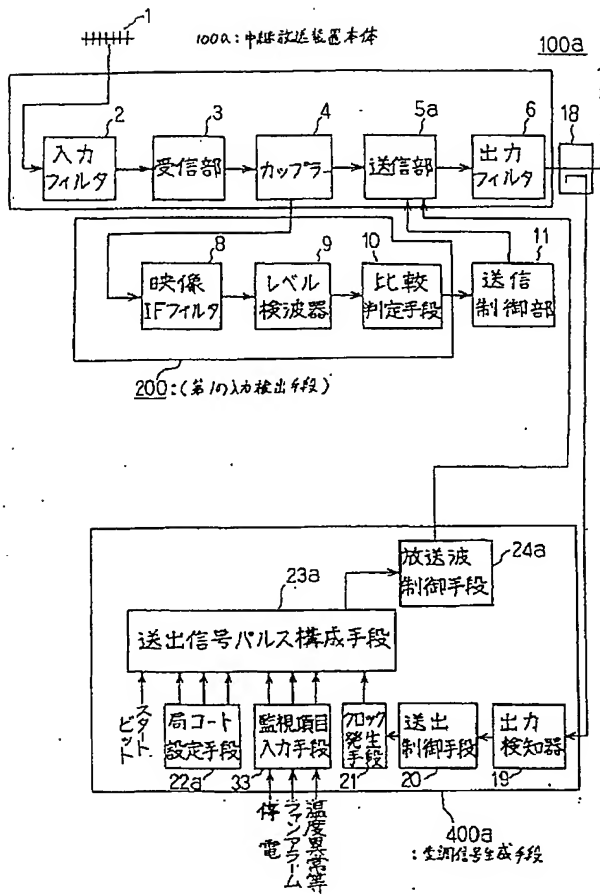 1
100a:中継放送装置本体
100a
2
3
4
5a
6
18
入力
フィルタ
受信部
カップラー
送信部
出力
フィルタ
8
9
10
11
映像
IFフィルタ
レベル
検波器
比較
判定手段
送信
制御部
200:(第1の入力検出手段)
放送波
制御手段
24a
23a
送出信号パルス構成手段
スタート
ビット
局コート
設定手段
22a
監視項目
入力手段
33
クロック
発生
手段
21
送出
制御手段
20
出力
検知器
19
停電
ファンアラーム
温度異常等
400a
:変調信号生成手段